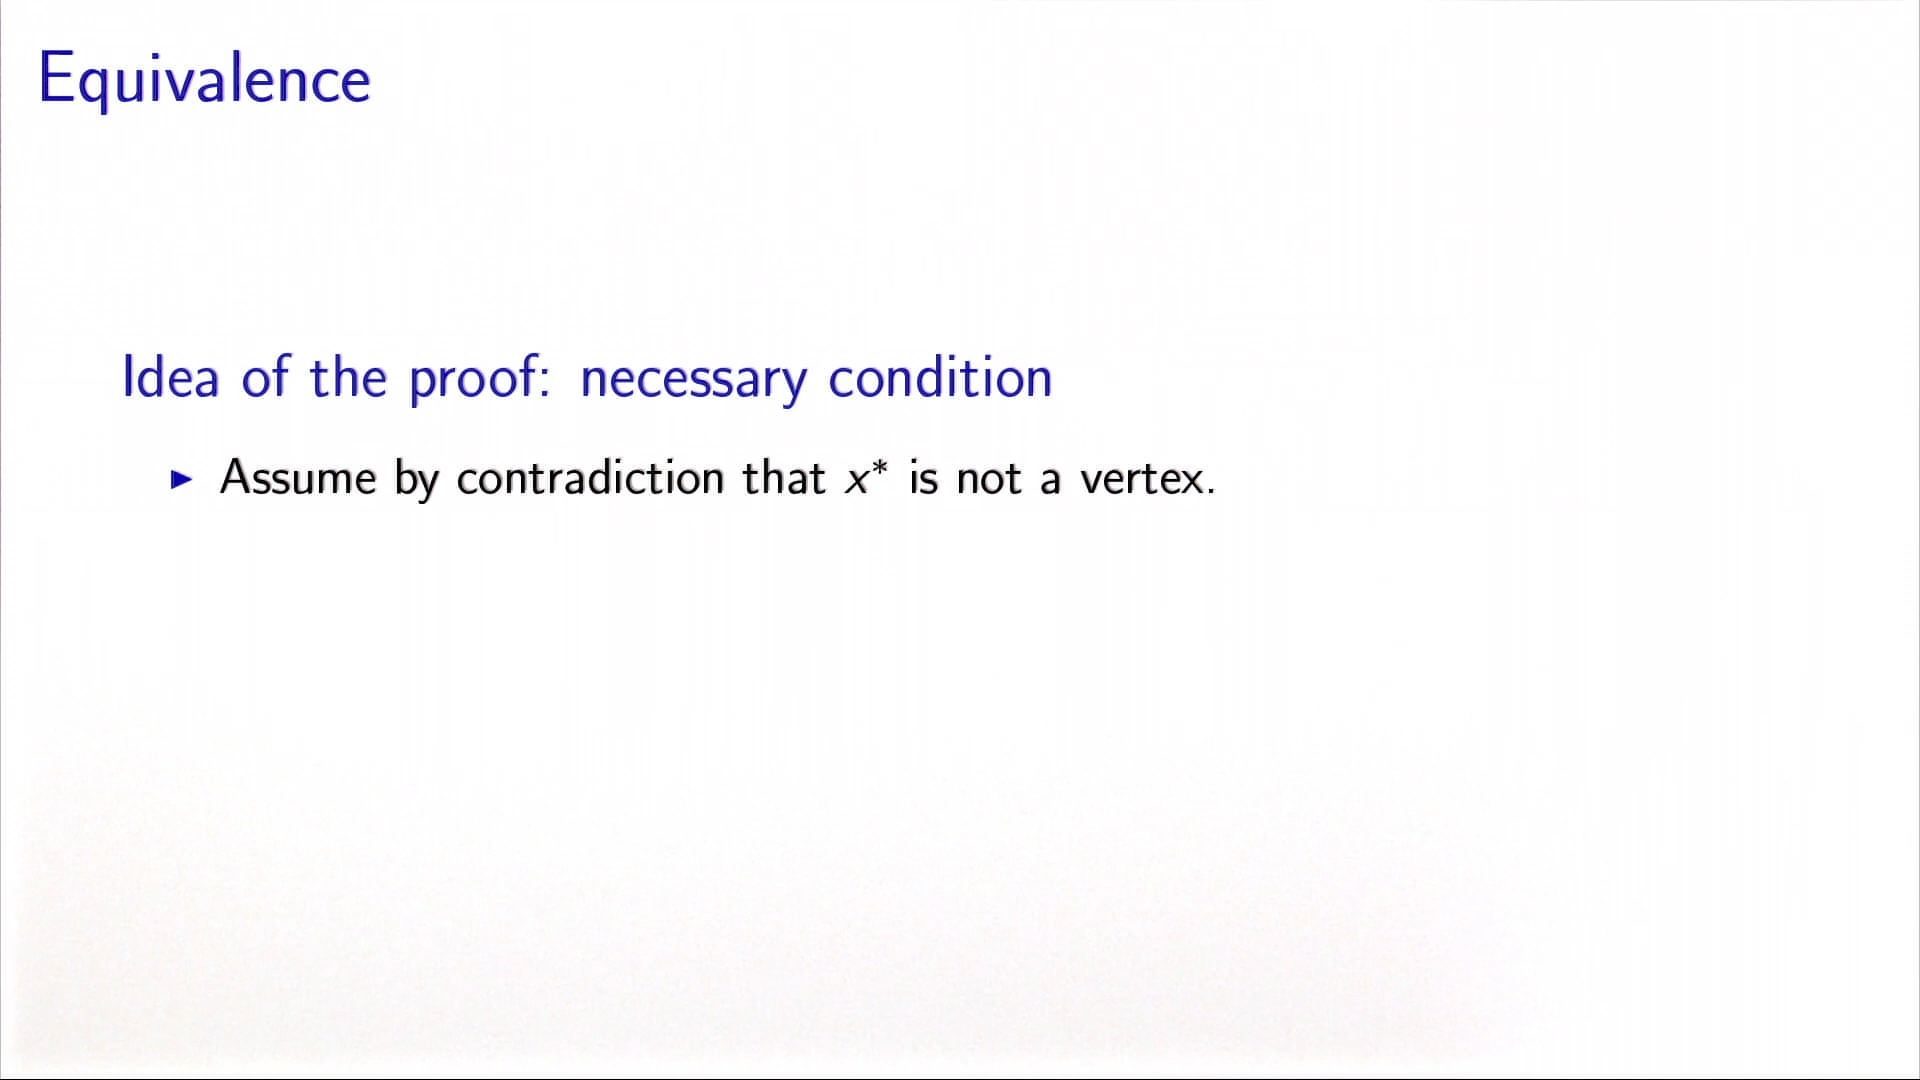 Equivalence
Idea of the proof: necessary condition
▶ Assume by contradiction that x* is not a vertex.